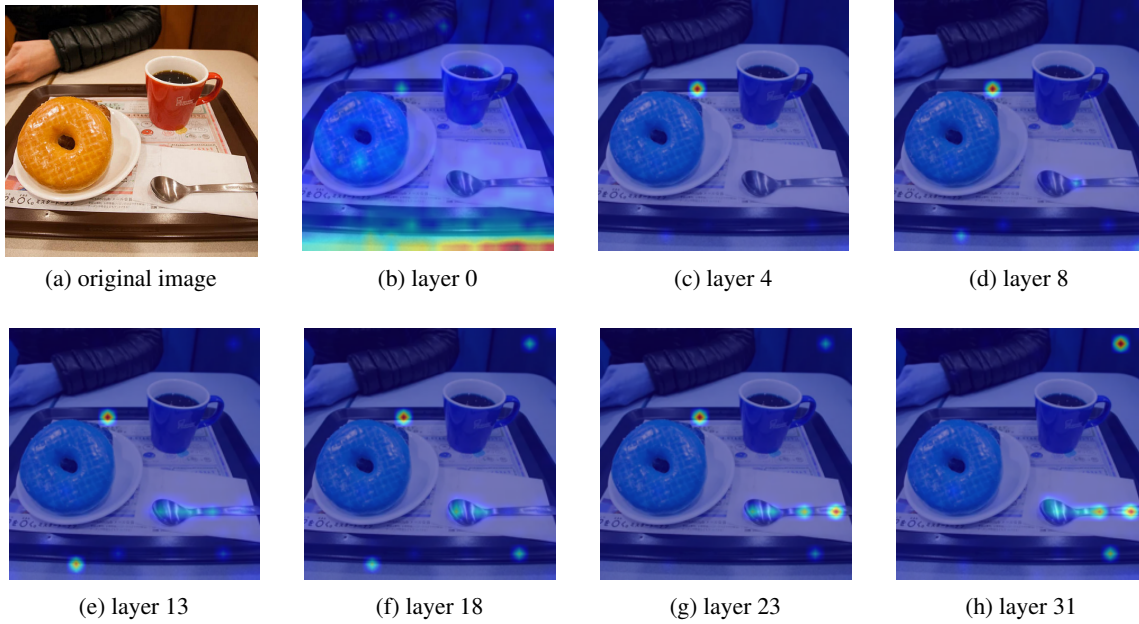 (a) original image
(b) layer 0
(c) layer 4
(d) layer 8
(e) layer 13
(f) layer 18
(g) layer 23
(h) layer 31